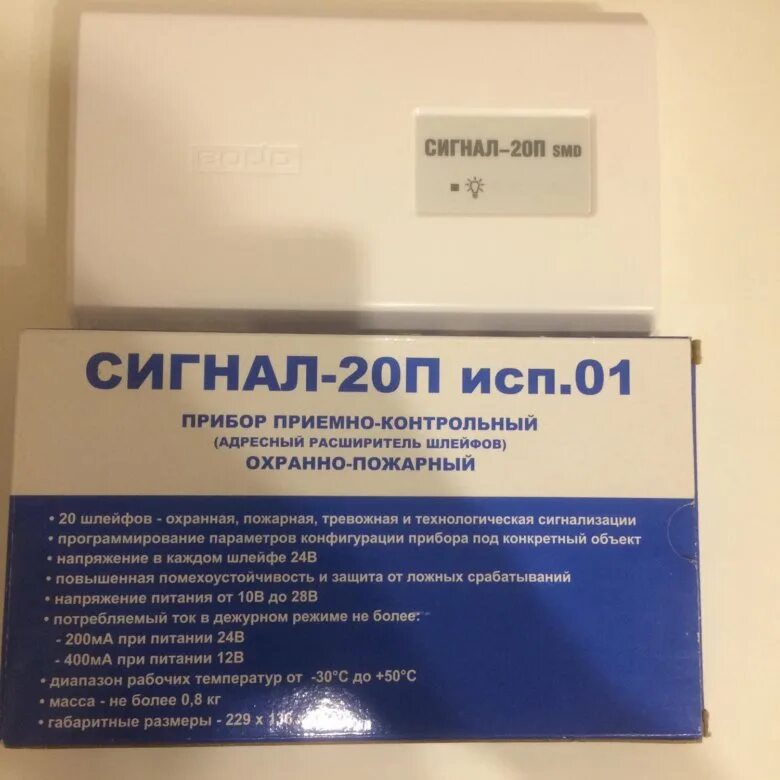 болид
СИГНАЛ-20П SMD
СИГНАЛ-20П исп.01
ПРИБОР ПРИЕМНО-КОНТРОЛЬНЫЙ
(АДРЕСНЫЙ РАСШИРИТЕЛЬ ШЛЕЙФОВ)
ОХРАННО-ПОЖАРНЫЙ
• 20 шлейфов - охранная, пожарная, тревожная и технологическая сигнализации
• программирование параметров конфигурации прибора под конкретный объект
• напряжение в каждом шлейфе 24В
• повышенная помехоустойчивость и защита от ложных срабатываний
• напряжение питания от 10В до 28В
• потребляемый ток в дежурном режиме не более:
- 200мА при питании 24В
- 400мА при питании 12В
• диапазон рабочих температур от -30°С до +50°С
• масса - не более 0,8 кг
• габаритные размеры - 229 х